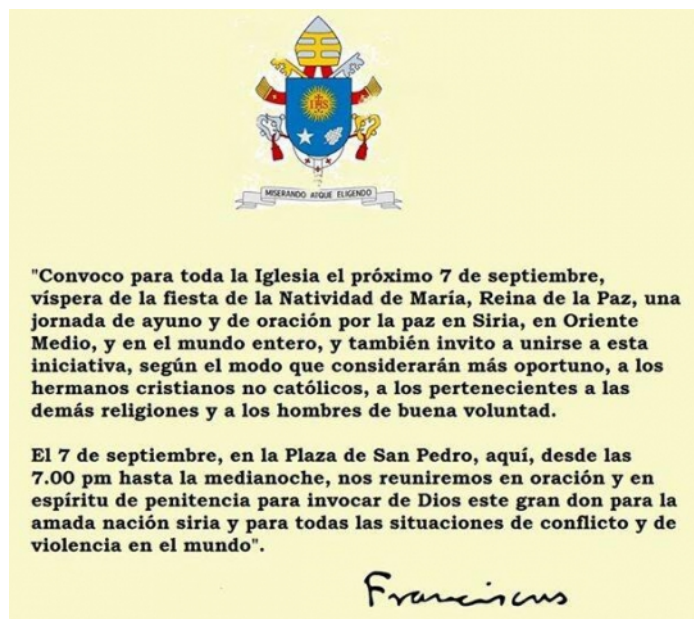 IHS
MISERANDO ATQUE ELIGENDO
"Convoco para toda la Iglesia el próximo 7 de septiembre,
víspera de la fiesta de la Natividad de María, Reina de la Paz, una
jornada de ayuno y de oración por la paz en Siria, en Oriente
Medio, y en el mundo entero, y también invito a unirse a esta
iniciativa, según el modo que considerarán más oportuno, a los
hermanos cristianos no católicos, a los pertenecientes a las
demás religiones y a los hombres de buena voluntad.
El 7 de septiembre, en la Plaza de San Pedro, aquí, desde las
7.00 pm hasta la medianoche, nos reuniremos en oración y en
espíritu de penitencia para invocar de Dios este gran don para la
amada nación siria y para todas las situaciones de conflicto y de
violencia en el mundo".
Franciscus